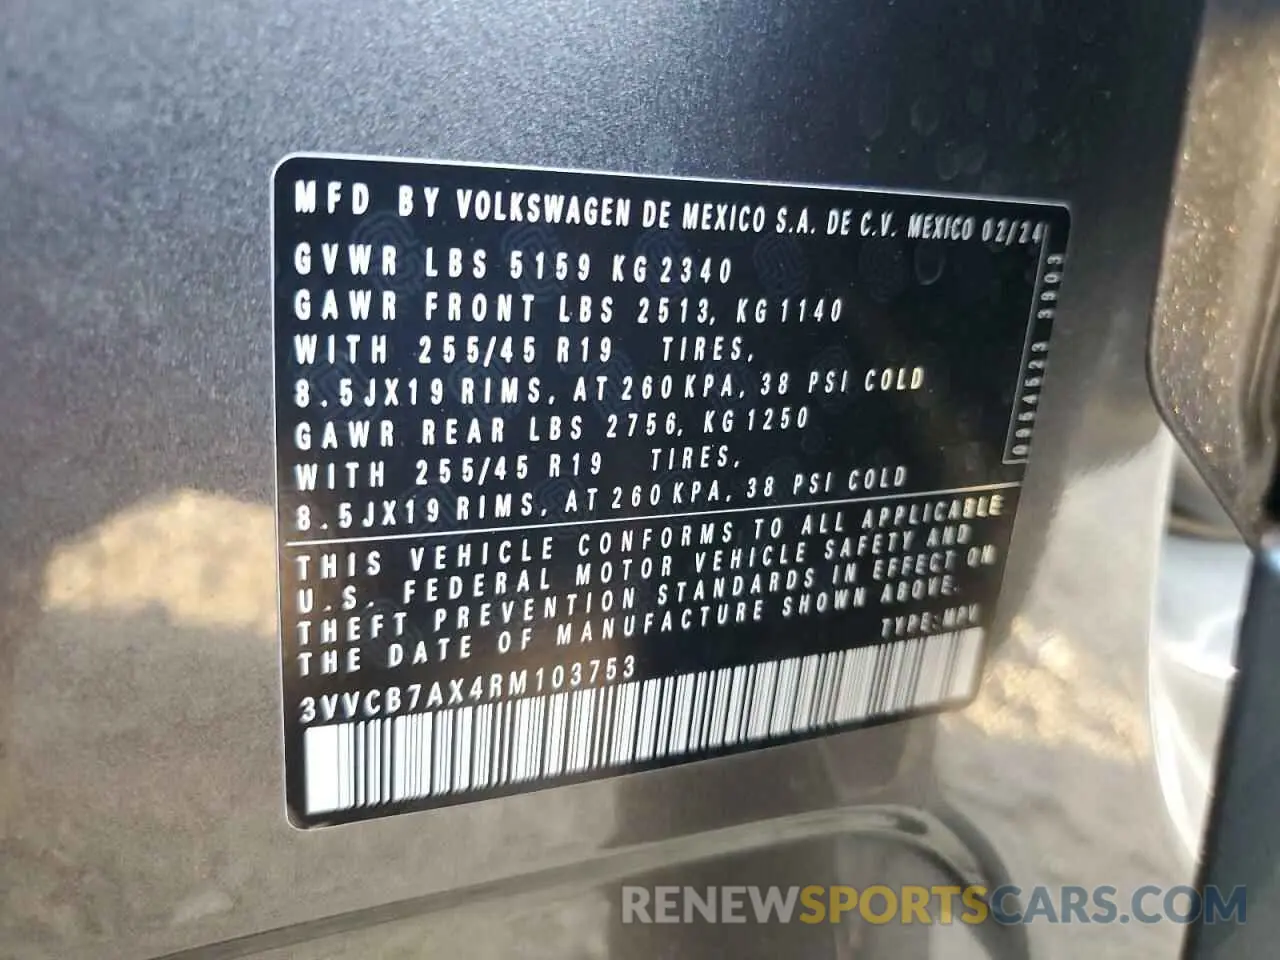 MFD BY VOLKSWAGEN DE MEXICO S.A. DE C.V. MEXICO 02/24
GVWR LBS 5159 KG 2340
GAWR FRONT LBS 2513, KG 1140
WITH 255/45 R19 TIRES,
8.5JX19 RIMS, AT 260 KPA, 38 PSI COLD
GAWR REAR LBS 2756, KG 1250
WITH 255/45 R19 TIRES,
8.5JX19 RIMS, AT 260 KPA, 38 PSI COLD
THIS VEHICLE CONFORMS TO ALL APPLICABLE
U.S. FEDERAL MOTOR VEHICLE SAFETY AND
THEFT PREVENTION STANDARDS IN EFFECT ON
THE DATE OF MANUFACTURE SHOWN ABOVE.
TYPE: MPV
3VVCB7AX4RM103753
RENEWSPORTSCARS.COM